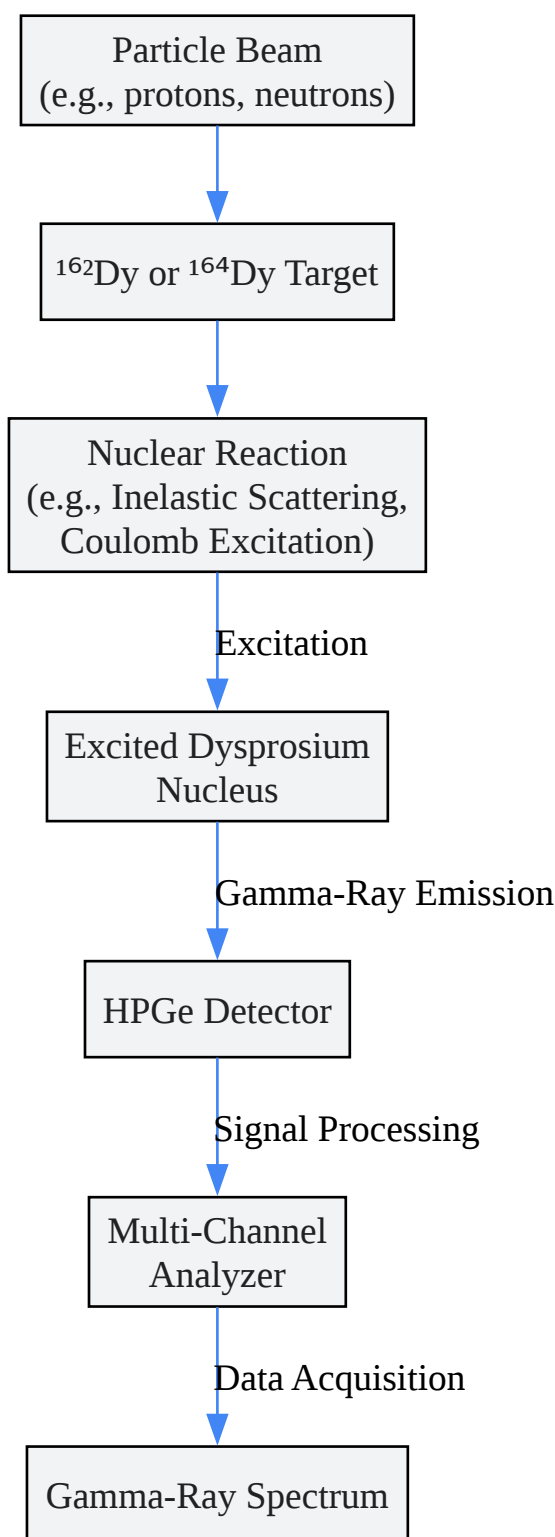 Particle Beam
(e.g., protons, neutrons)
¹⁶²Dy or ¹⁶⁴Dy Target
Nuclear Reaction
(e.g., Inelastic Scattering,
Coulomb Excitation)
Excitation
Excited Dysprosium
Nucleus
Gamma-Ray Emission
HPGe Detector
Signal Processing
Multi-Channel
Analyzer
Data Acquisition
Gamma-Ray Spectrum